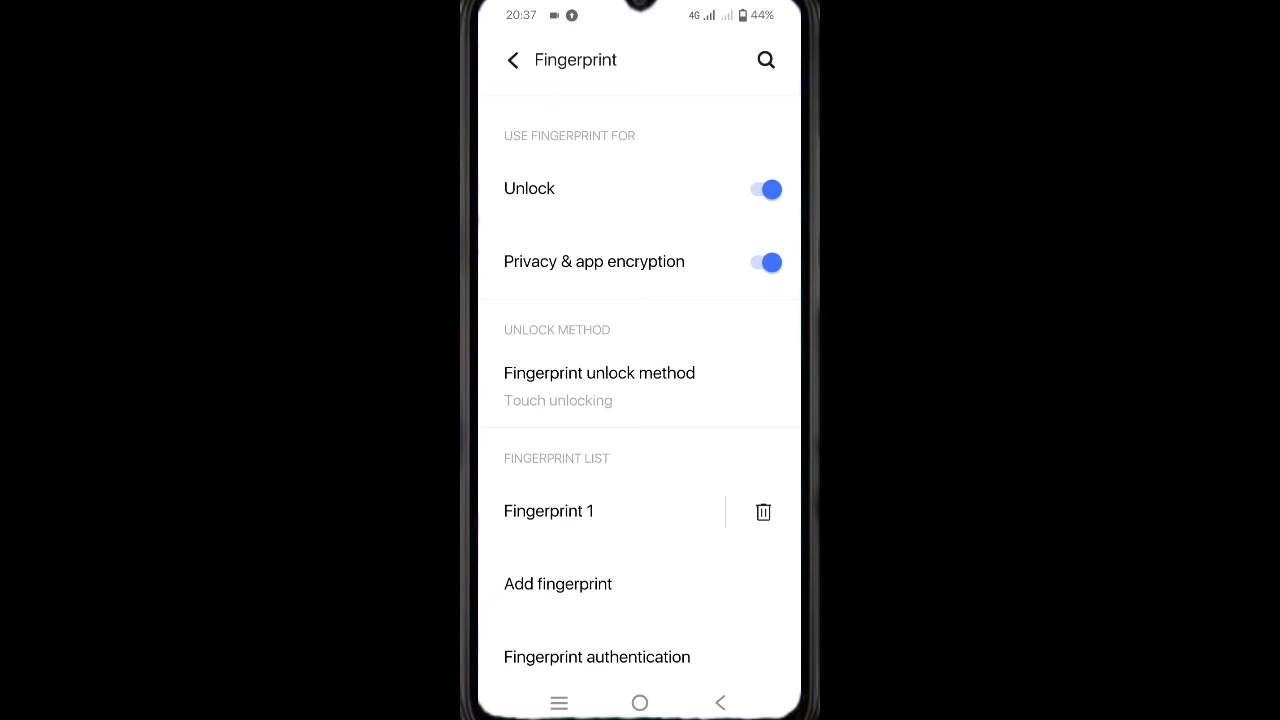 20:37 4G 44%
Fingerprint
USE FINGERPRINT FOR
Unlock
Privacy & app encryption
UNLOCK METHOD
Fingerprint unlock method
Touch unlocking
FINGERPRINT LIST
Fingerprint 1
Add fingerprint
Fingerprint authentication